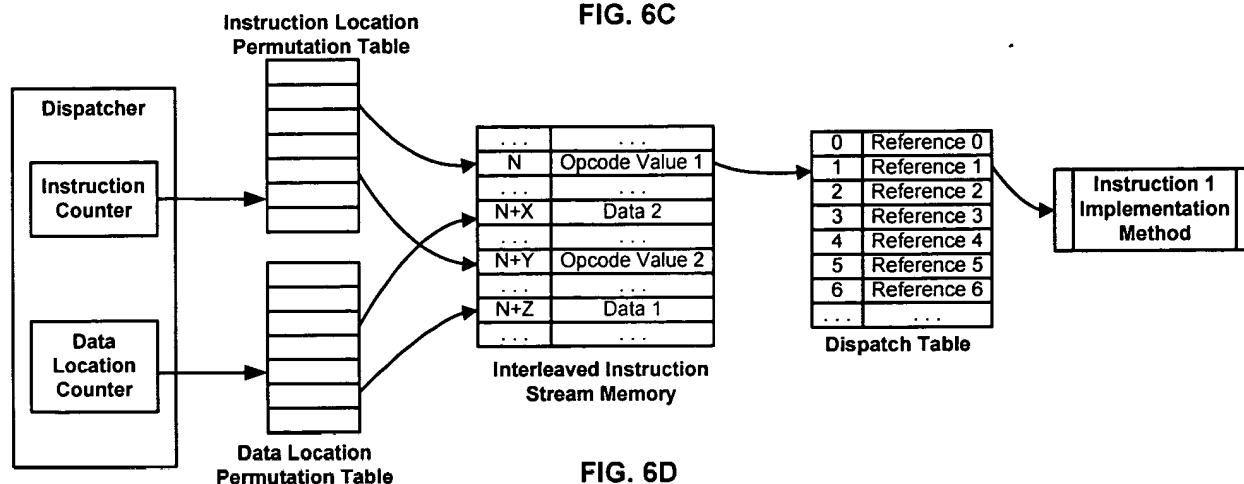 FIG. 6C
Instruction Location
Permutation Table
Dispatcher
Instruction
Counter
Data
Location
Counter
Data Location
Permutation Table
. . . . . .
N Opcode Value 1
. . . . . .
N+X Data 2
. . . . . .
N+Y Opcode Value 2
. . . . . .
N+Z Data 1
. . . . . .
Interleaved Instruction
Stream Memory
0 Reference 0
1 Reference 1
2 Reference 2
3 Reference 3
4 Reference 4
5 Reference 5
6 Reference 6
. . . . . .
Dispatch Table
Instruction 1
Implementation
Method
FIG. 6D